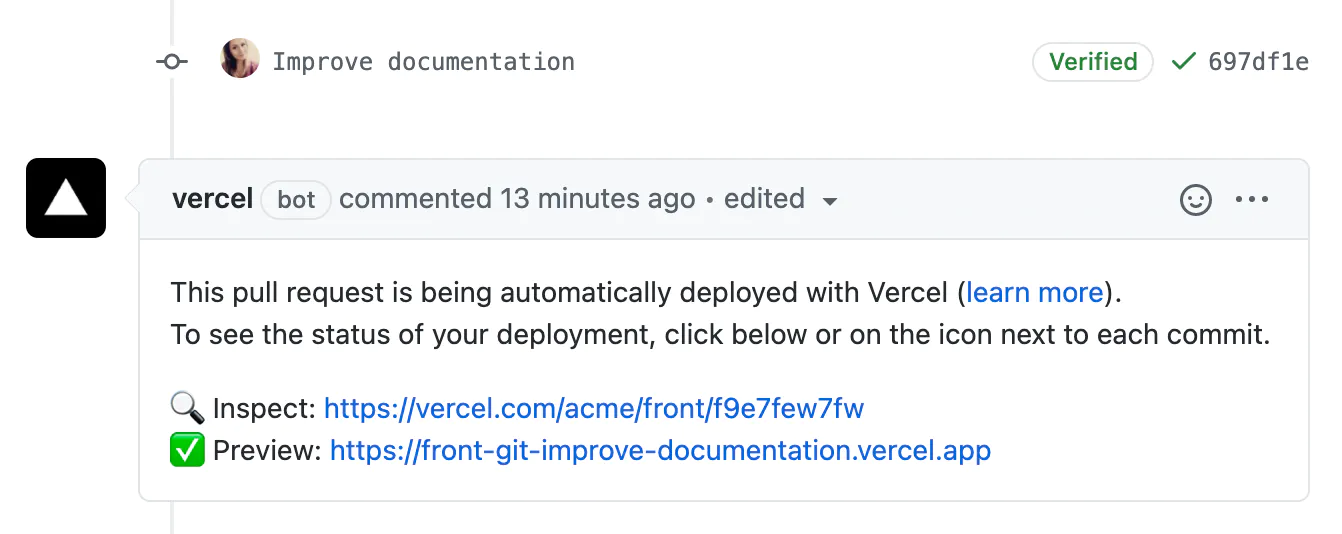 Improve documentation Verified 697df1e
vercel bot commented 13 minutes ago • edited
This pull request is being automatically deployed with Vercel (learn more).
To see the status of your deployment, click below or on the icon next to each commit.
Inspect: https://vercel.com/acme/front/f9e7few7fw
Preview: https://front-git-improve-documentation.vercel.app